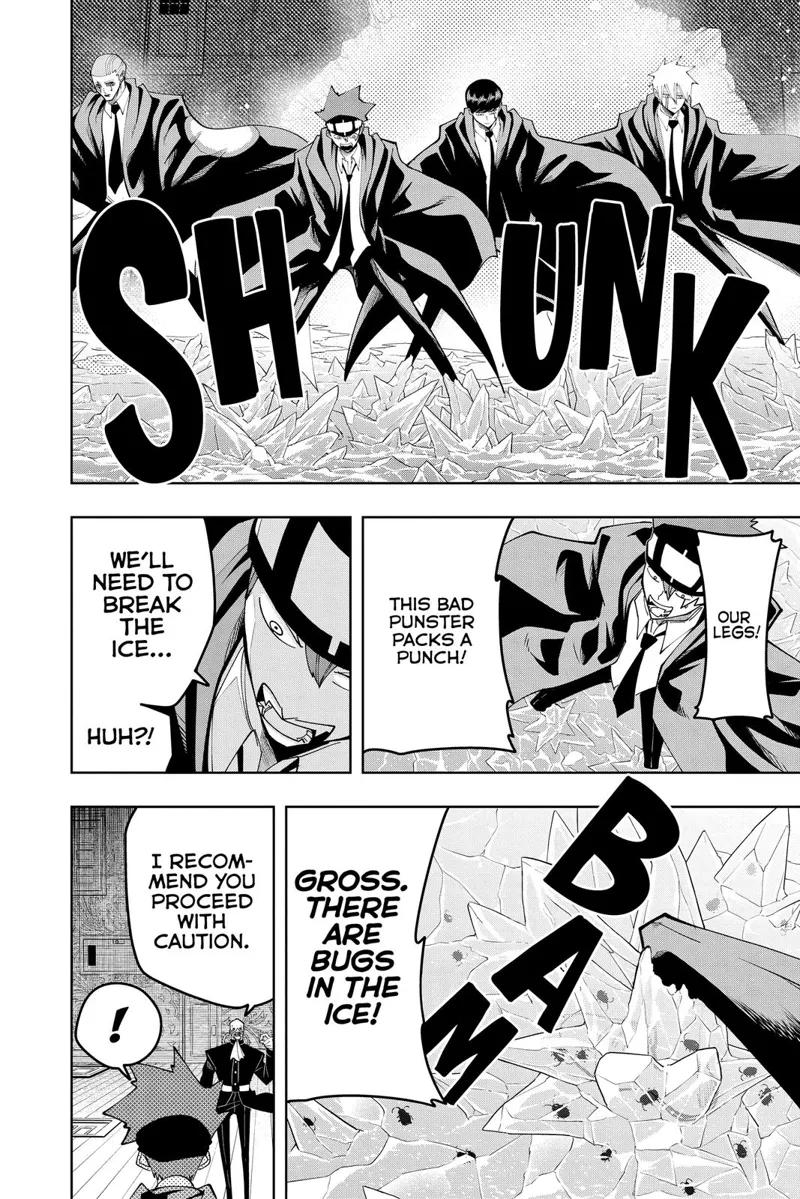 SHUNK
OUR
LEGS!
THIS BAD
PUNSTER
PACKS A
PUNCH!
WE'LL
NEED TO
BREAK
THE
ICE...
HUH?!
BAM
GROSS.
THERE
ARE
BUGS
IN THE
ICE!
I RECOM-
MEND YOU
PROCEED
WITH
CAUTION.
!